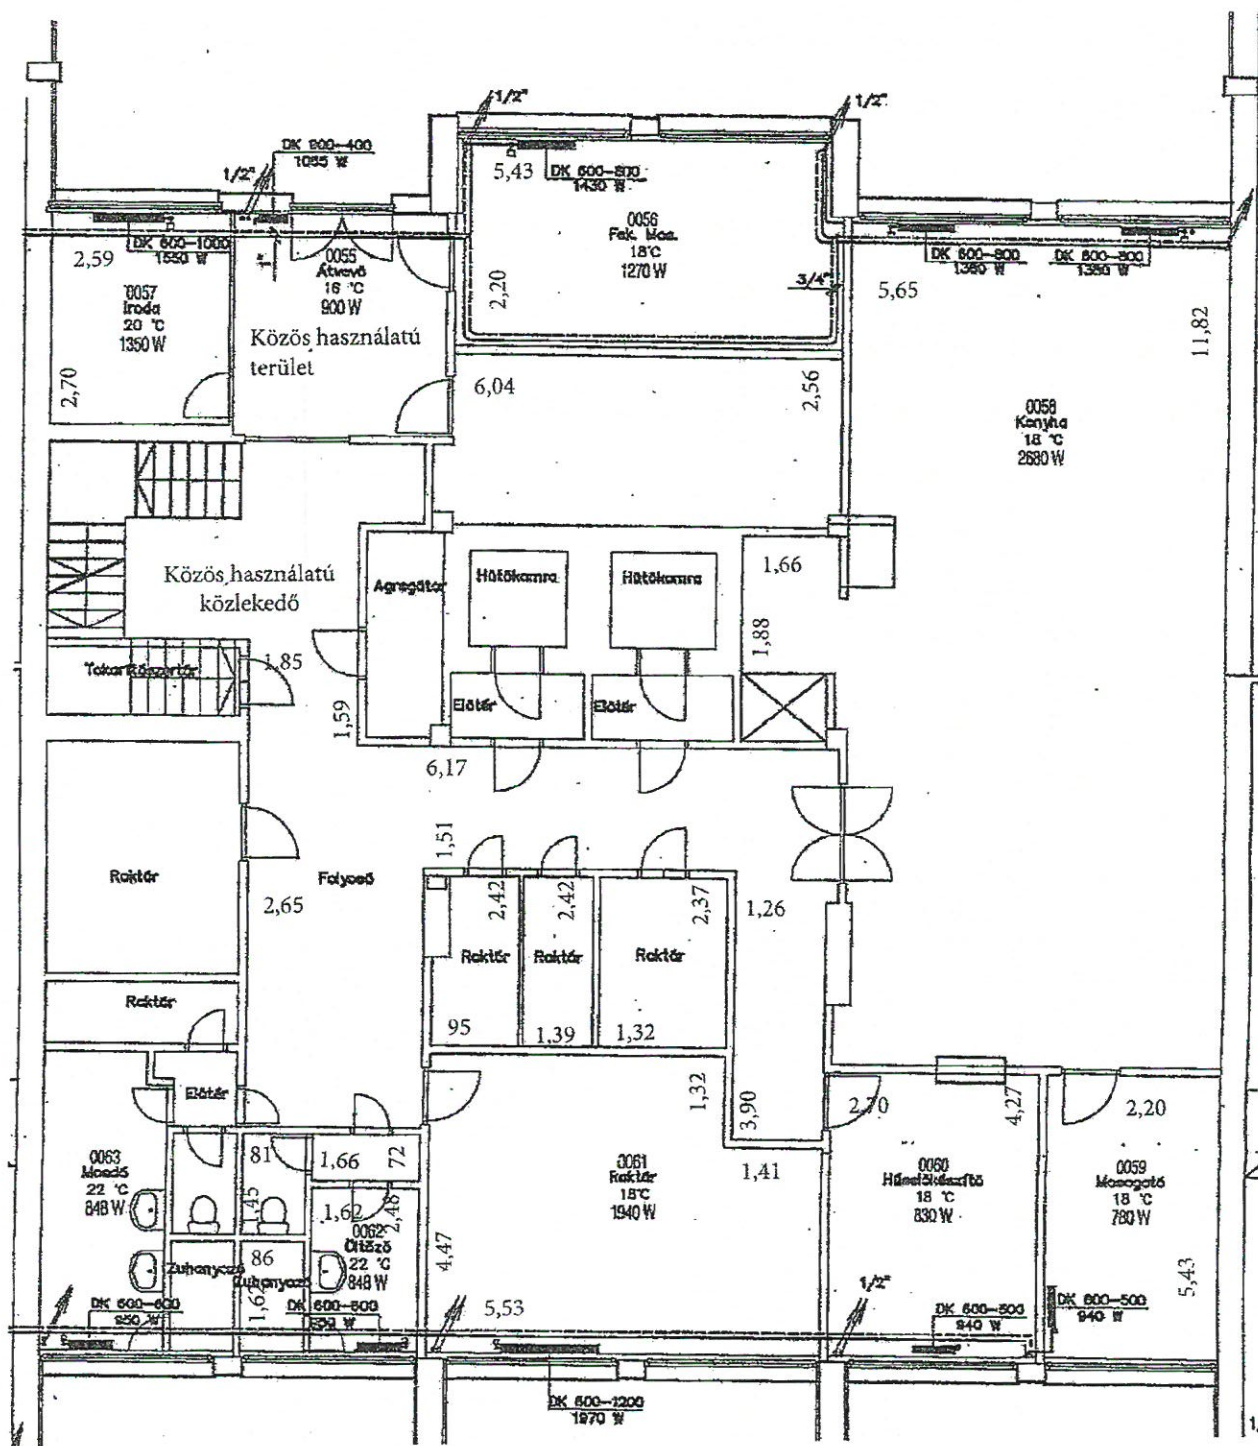 1/2"
1/2"
DK 900-400
1055 W
1/2"
5,43
DK 600-800
1430 W
0056
Fek. Mos.
18°C
1270 W
DK 600-1000
1550 W
2,59
1"
0055
Átvevő
16 °C
900 W
DK 600-800
1360 W
DK 600-800
1360 W
3/4"
2,20
5,65
11,82
0057
Iroda
20 °C
1350 W
Közös használatú
terület
2,70
6,04
2,56
0058
Konyha
18 °C
2680 W
Közös használatú
közlekedő
Agregátor
Hűtőkamra
Hűtőkamra
1,66
1,88
Takarítószertár
1,85
1,59
Előtér
Előtér
6,17
1,51
Raktár
Folyosó
2,65
2,42
2,42
2,37
1,26
Raktár
Raktár
Raktár
Raktár
95
1,39
1,32
Előtér
1,32
3,90
2,70
4,27
2,20
0063
Mosdó
22 °C
848 W
81
1,66
72
1,45
1,62
2,48
0062
Öltöző
22 °C
848 W
0061
Raktár
18°C
1940 W
1,41
0060
Húselőkészítő
18 °C
830 W
0059
Mosogató
18 °C
780 W
4,47
5,43
Zuhanyozó
86
Zuhanyozó
1,62
DK 600-600
950 W
DK 600-600
5,53
1/2"
DK 600-500
940 W
DK 600-500
940 W
DK 600-1200
1970 W